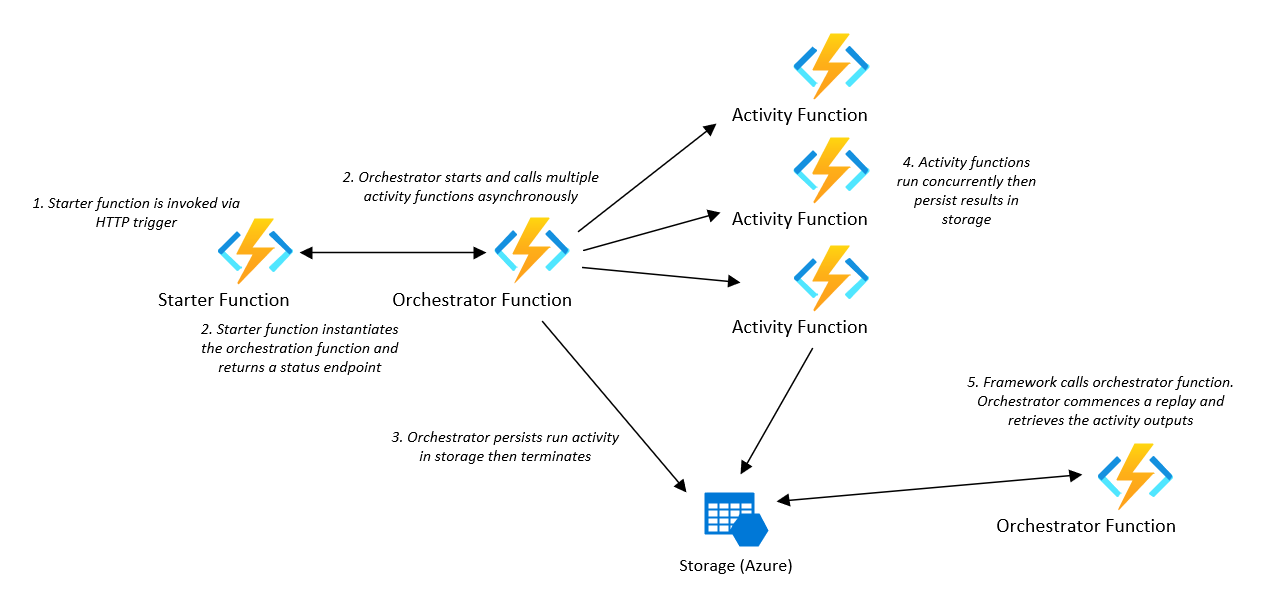 Activity Function
2. Orchestrator starts and calls multiple
activity functions asynchronously
4. Activity functions
run concurrently then
persist results in
storage
1. Starter function is invoked via
HTTP trigger
Activity Function
Starter Function
Orchestrator Function
Activity Function
2. Starter function instantiates
the orchestration function and
returns a status endpoint
5. Framework calls orchestrator function.
Orchestrator commences a replay and
retrieves the activity outputs
3. Orchestrator persists run activity
in storage then terminates
Orchestrator Function
Storage (Azure)